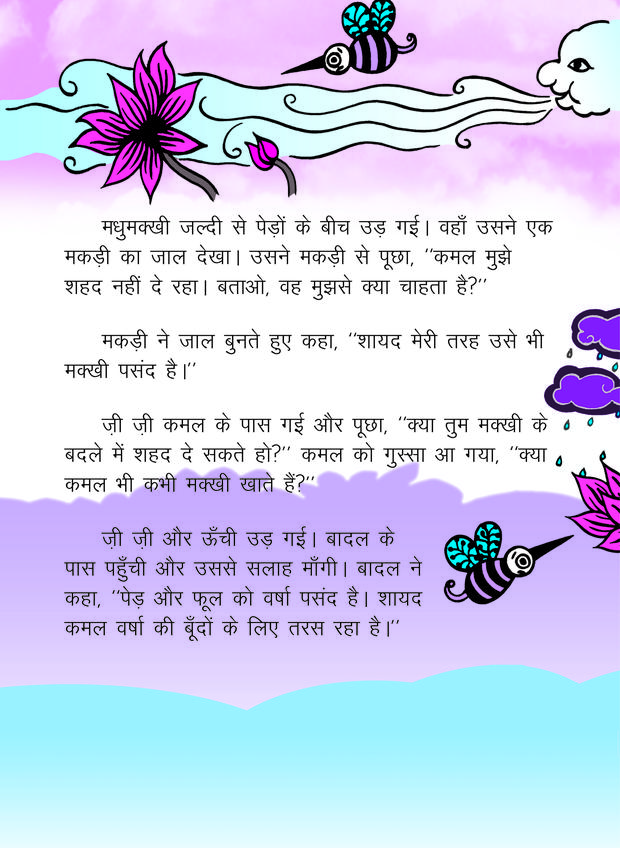 मधुमक्खी जल्दी से पेड़ों के बीच उड़ गई। वहाँ उसने एक
मकड़ी का जाल देखा। उसने मकड़ी से पूछा, ''कमल मुझे
शहद नहीं दे रहा। बताओ, वह मुझसे क्या चाहता है?''
मकड़ी ने जाल बुनते हुए कहा, ''शायद मेरी तरह उसे भी
मक्खी पसंद है।''
ज़ी ज़ी कमल के पास गई और पूछा, ''क्या तुम मक्खी के
बदले में शहद दे सकते हो?'' कमल को गुस्सा आ गया, ''क्या
कमल भी कभी मक्खी खाते हैं?''
ज़ी ज़ी और ऊँची उड़ गई। बादल के
पास पहुँची और उससे सलाह माँगी। बादल ने
कहा, ''पेड़ और फूल को वर्षा पसंद है। शायद
कमल वर्षा की बूँदों के लिए तरस रहा है।''